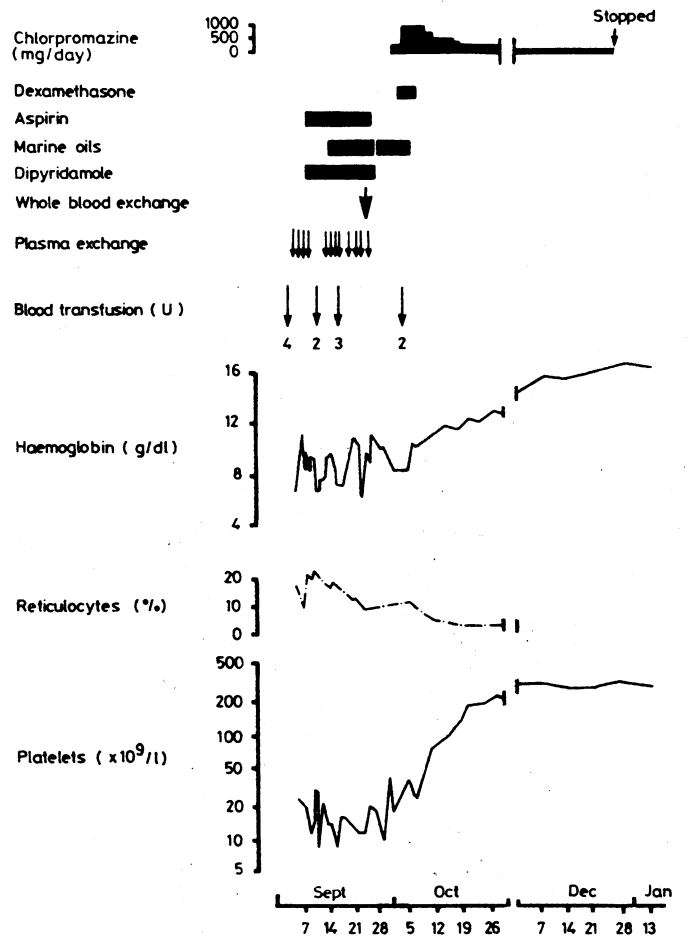 Stopped
Chlorpromazine
(mg/day)
1000
500
0
Dexamethasone
Aspirin
Marine oils
Dipyridamole
Whole blood exchange
Plasma exchange
Blood transfusion (U)
4 2 3 2
Haemoglobin (g/dl)
16
12
8
4
Reticulocytes (%)
20
10
0
Platelets (x10⁹/l)
500
200
100
50
20
10
5
Sept Oct Dec Jan
7 14 21 28 5 12 19 26 7 14 21 28 13